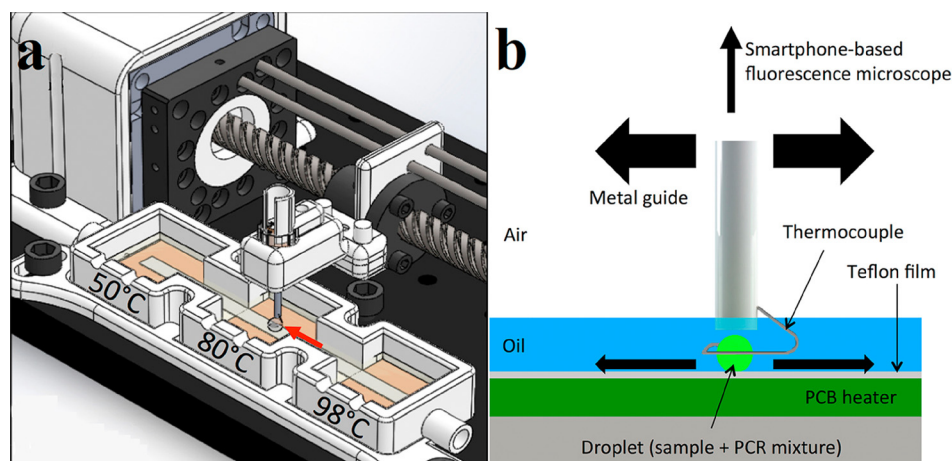 a
50°C
80°C
98°C
b
Smartphone-based
fluorescence microscope
Metal guide
Air
Thermocouple
Teflon film
Oil
PCB heater
Droplet (sample + PCR mixture)